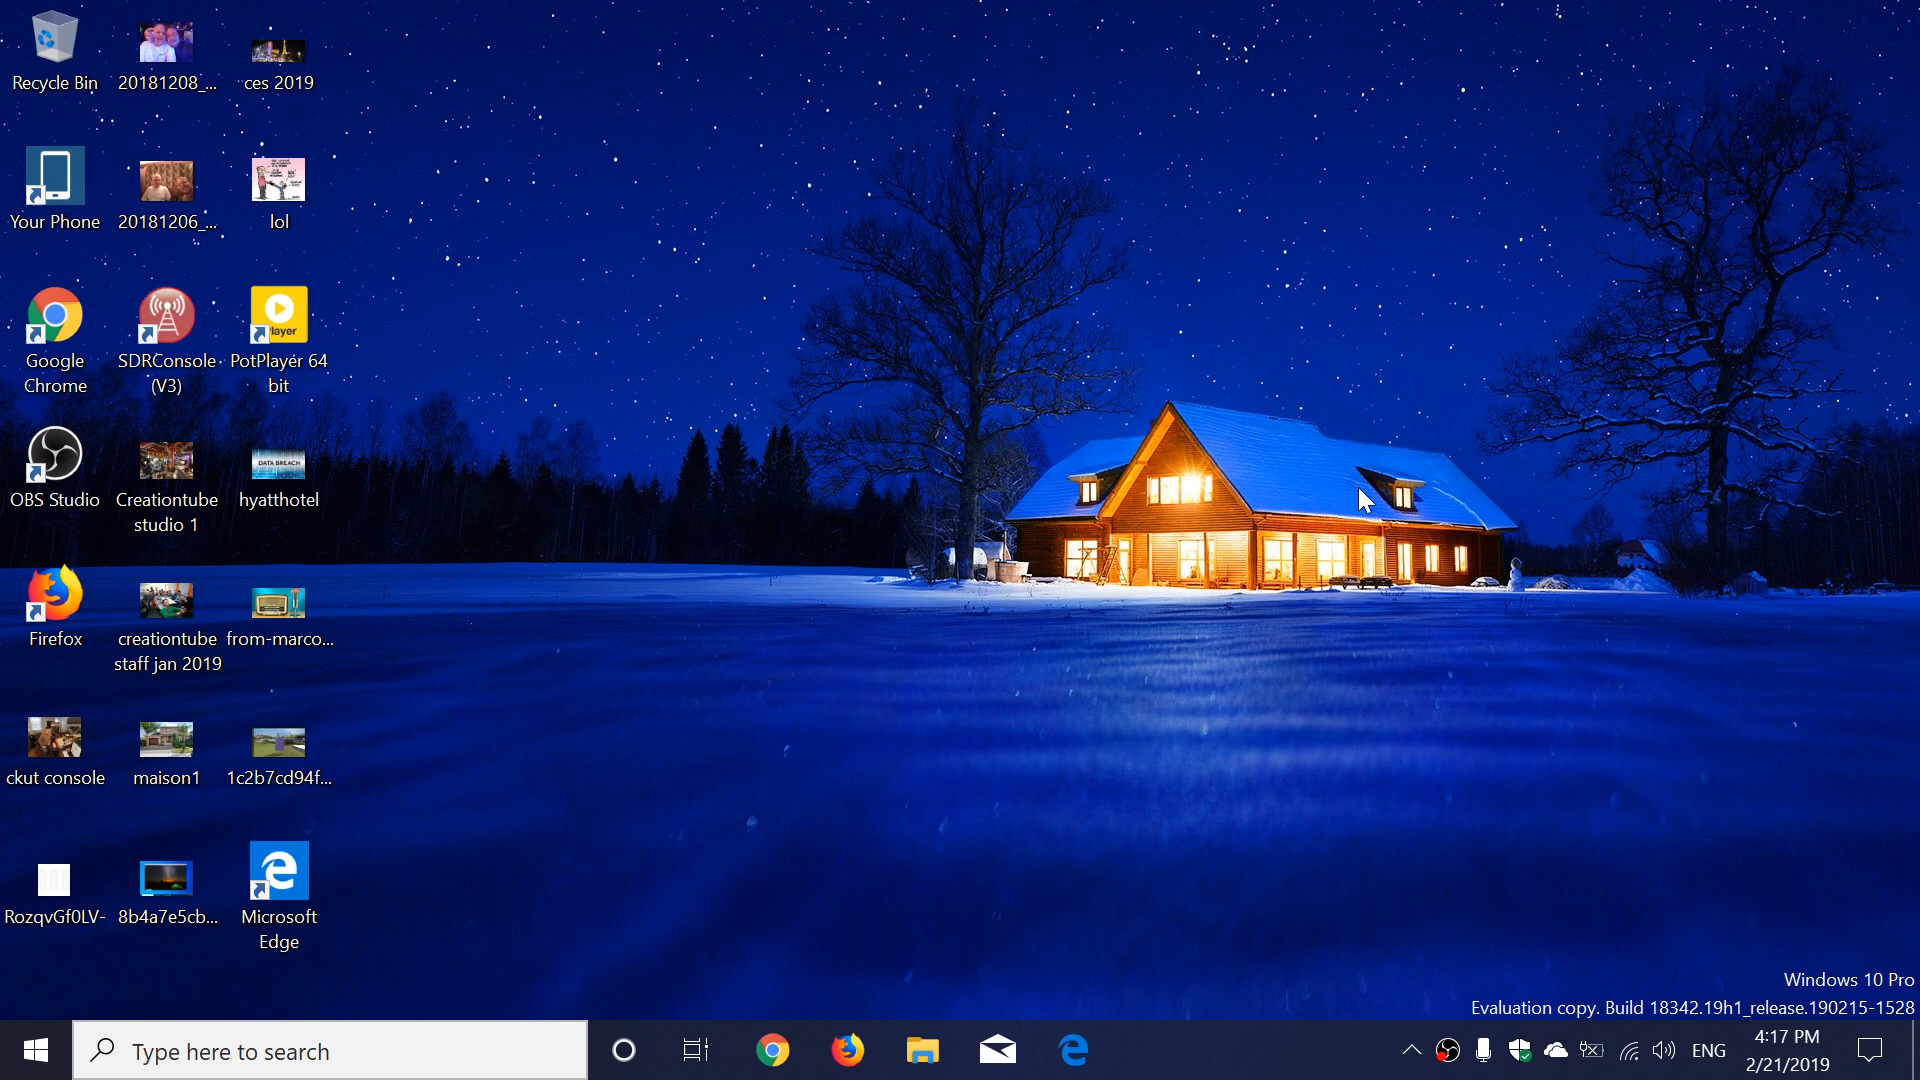 Recycle Bin
20181208_...
ces 2019
Your Phone
20181206_...
lol
Google
Chrome
SDRConsole
(V3)
Player
PotPlayer 64
bit
OBS Studio
Creationtube
studio 1
DATA BREACH
hyatthotel
Firefox
creationtube
staff jan 2019
from-marco...
ckut console
maison1
1c2b7cd94f...
RozqvGf0LV-
8b4a7e5cb...
Microsoft
Edge
Windows 10 Pro
Evaluation copy. Build 18342.19h1_release.190215-1528
Type here to search
ENG
4:17 PM
2/21/2019